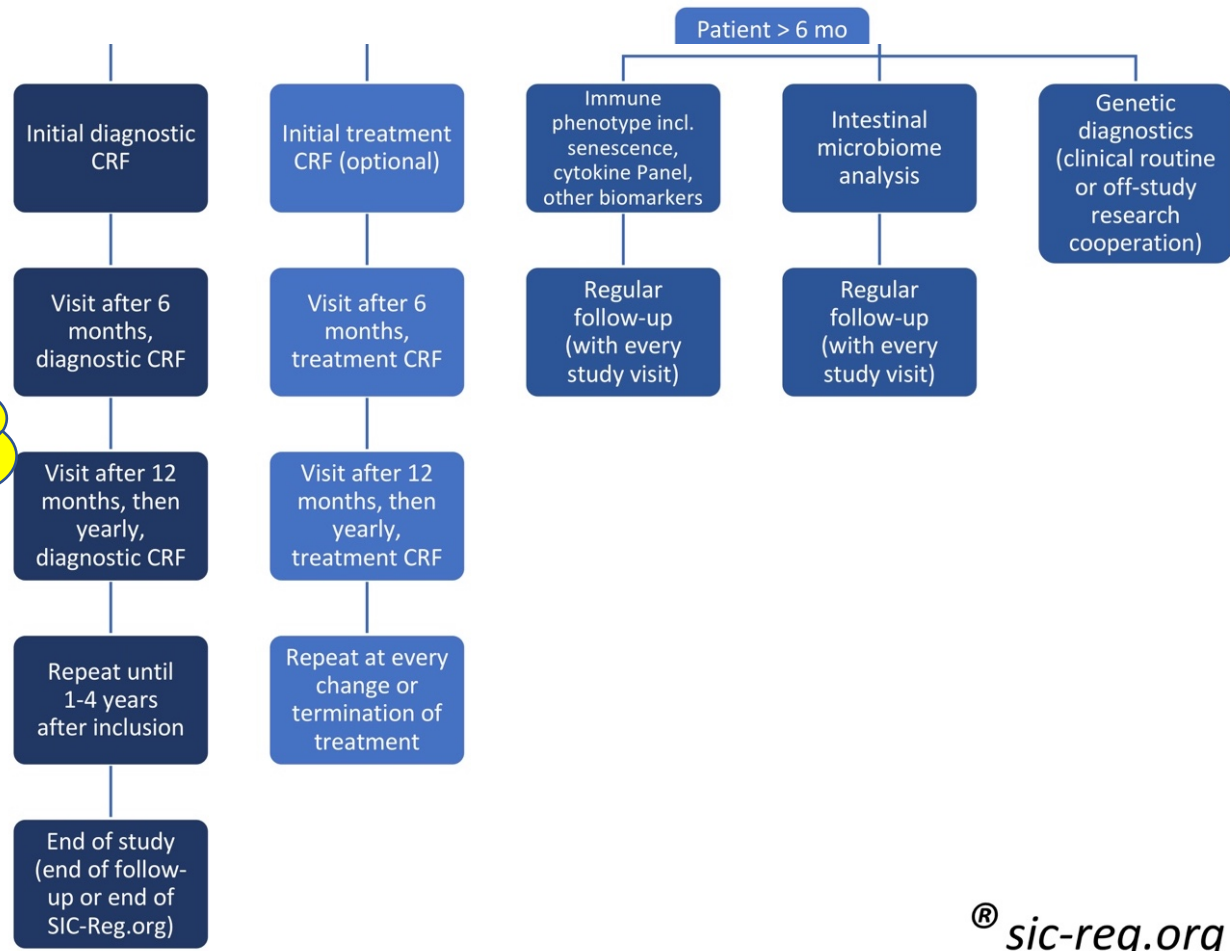 Patient > 6 mo
Initial diagnostic
CRF
Initial treatment
CRF (optional)
Immune
phenotype incl.
senescence,
cytokine Panel,
other biomarkers
Intestinal
microbiome
analysis
Genetic
diagnostics
(clinical routine
or off-study
research
cooperation)
Visit after 6
months,
diagnostic CRF
Visit after 6
months,
treatment CRF
Regular
follow-up
(with every
study visit)
Regular
follow-up
(with every
study visit)
Visit after 12
months, then
yearly,
diagnostic CRF
Visit after 12
months, then
yearly,
treatment CRF
Repeat until
1-4 years
after inclusion
Repeat at every
change or
termination of
treatment
End of study
(end of follow-
up or end of
SIC-Reg.org)
® sic-reg.org